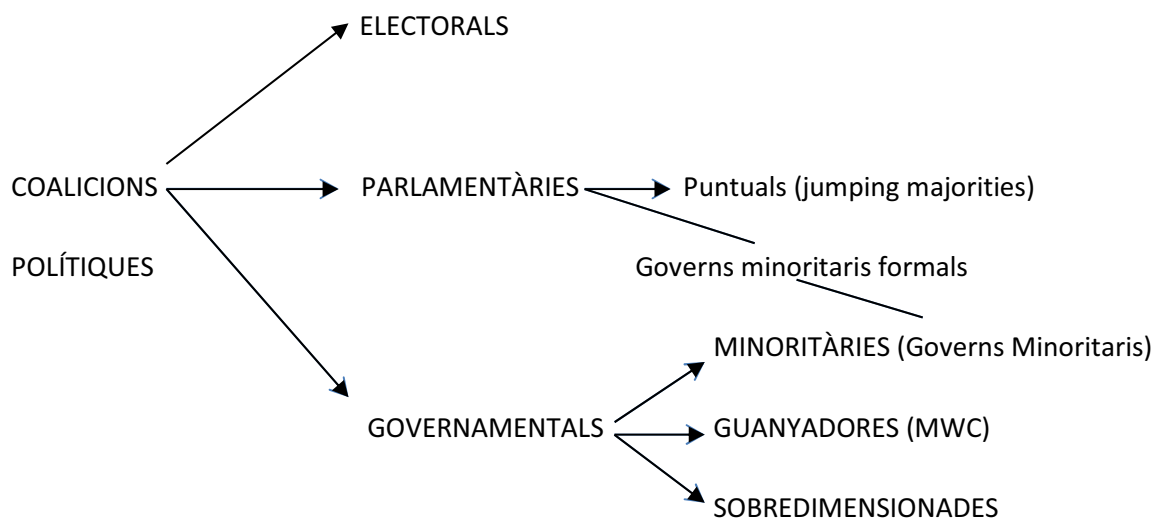 ELECTORALS
COALICIONS
PARLAMENTÀRIES
Puntuals (jumping majorities)
POLÍTIQUES
Governs minoritaris formals
MINORITÀRIES (Governs Minoritaris)
GOVERNAMENTALS
GUANYADORES (MWC)
SOBREDIMENSIONADES